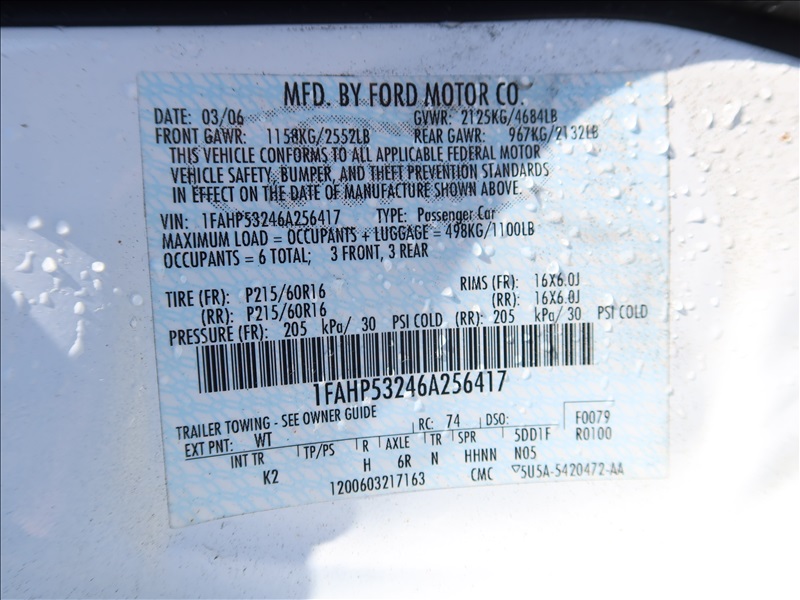 MFD. BY FORD MOTOR CO.
DATE: 03/06 GVWR: 2125KG/4684LB
FRONT GAWR: 1158KG/2552LB REAR GAWR: 967KG/2132LB
THIS VEHICLE CONFORMS TO ALL APPLICABLE FEDERAL MOTOR
VEHICLE SAFETY, BUMPER, AND THEFT PREVENTION STANDARDS
IN EFFECT ON THE DATE OF MANUFACTURE SHOWN ABOVE.
VIN: 1FAHP53246A256417 TYPE: Passenger Car
MAXIMUM LOAD = OCCUPANTS + LUGGAGE = 498KG/1100LB
OCCUPANTS = 6 TOTAL; 3 FRONT, 3 REAR
TIRE (FR): P215/60R16 RIMS (FR): 16X6.0J
(RR): P215/60R16 (RR): 16X6.0J
PRESSURE (FR): 205 kPa/ 30 PSI COLD (RR): 205 kPa/ 30 PSI COLD
1FAHP53246A256417
TRAILER TOWING - SEE OWNER GUIDE RC: 74 DSO: F0079
EXT PNT: WT R0100
INT TR TP/PS R AXLE TR SPR 5DD1F
K2 H 6R N HHNN N05
1200603217163 CMC 5U5A-5420472-AA